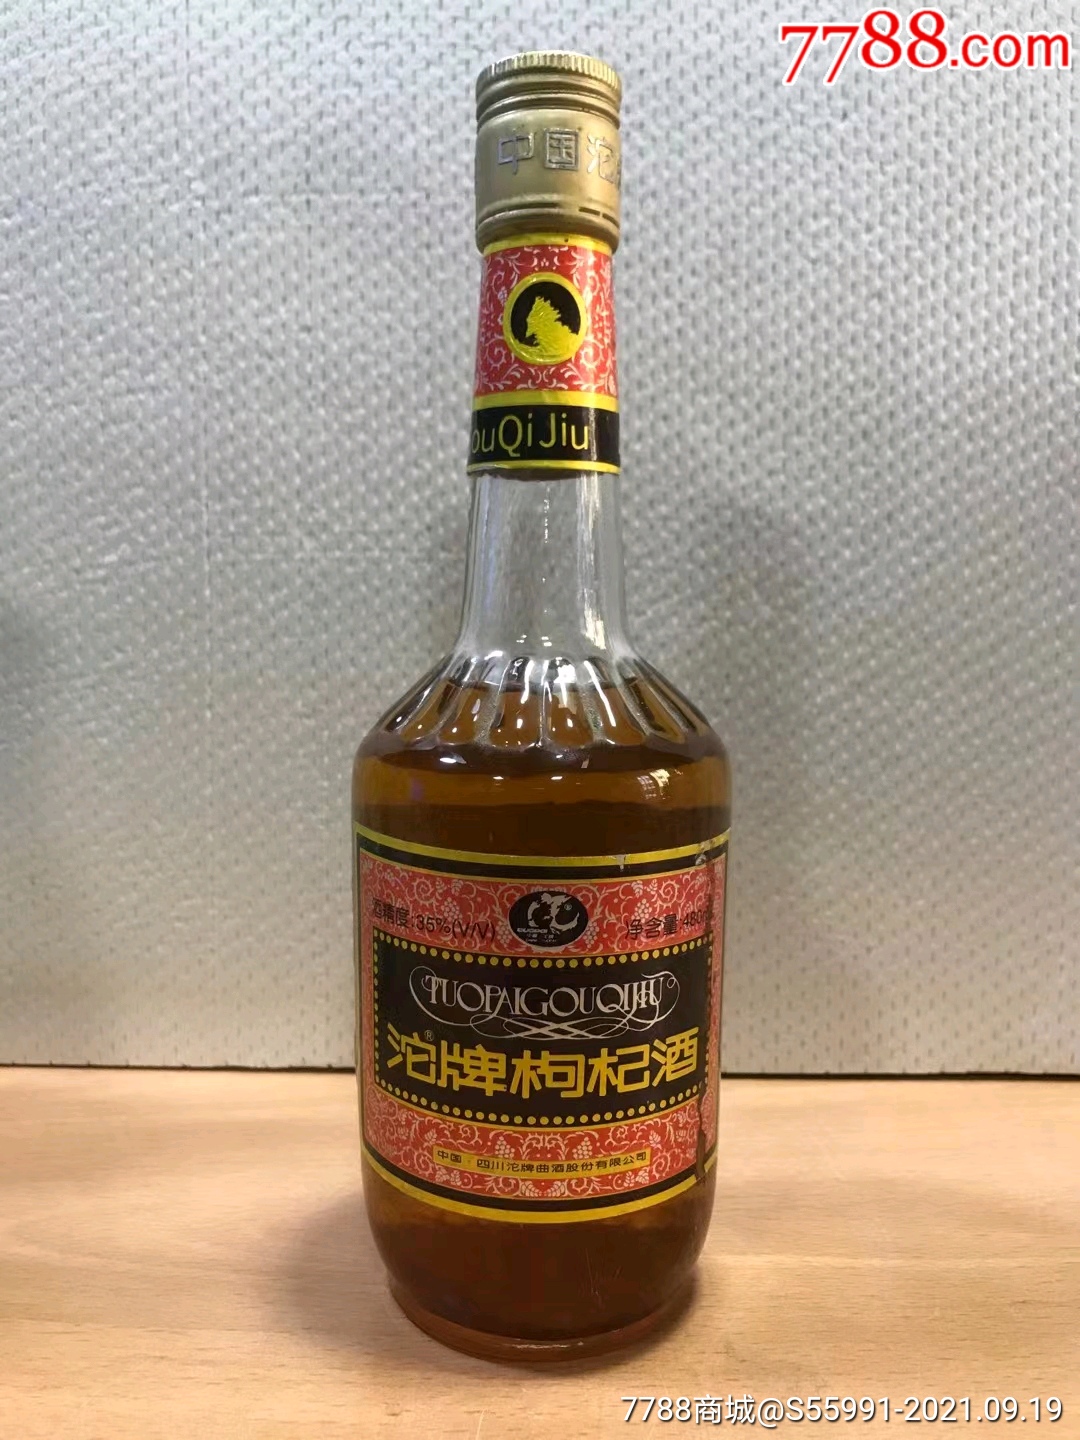 7788.com
中国沱
ouQiJiu
酒精度:35%(V/V)
净含量:480m
TUOPAIGOUQIJIU
沱®牌枸杞酒
中国·四川沱牌曲酒股份有限公司
7788商城@S55991-2021.09.19